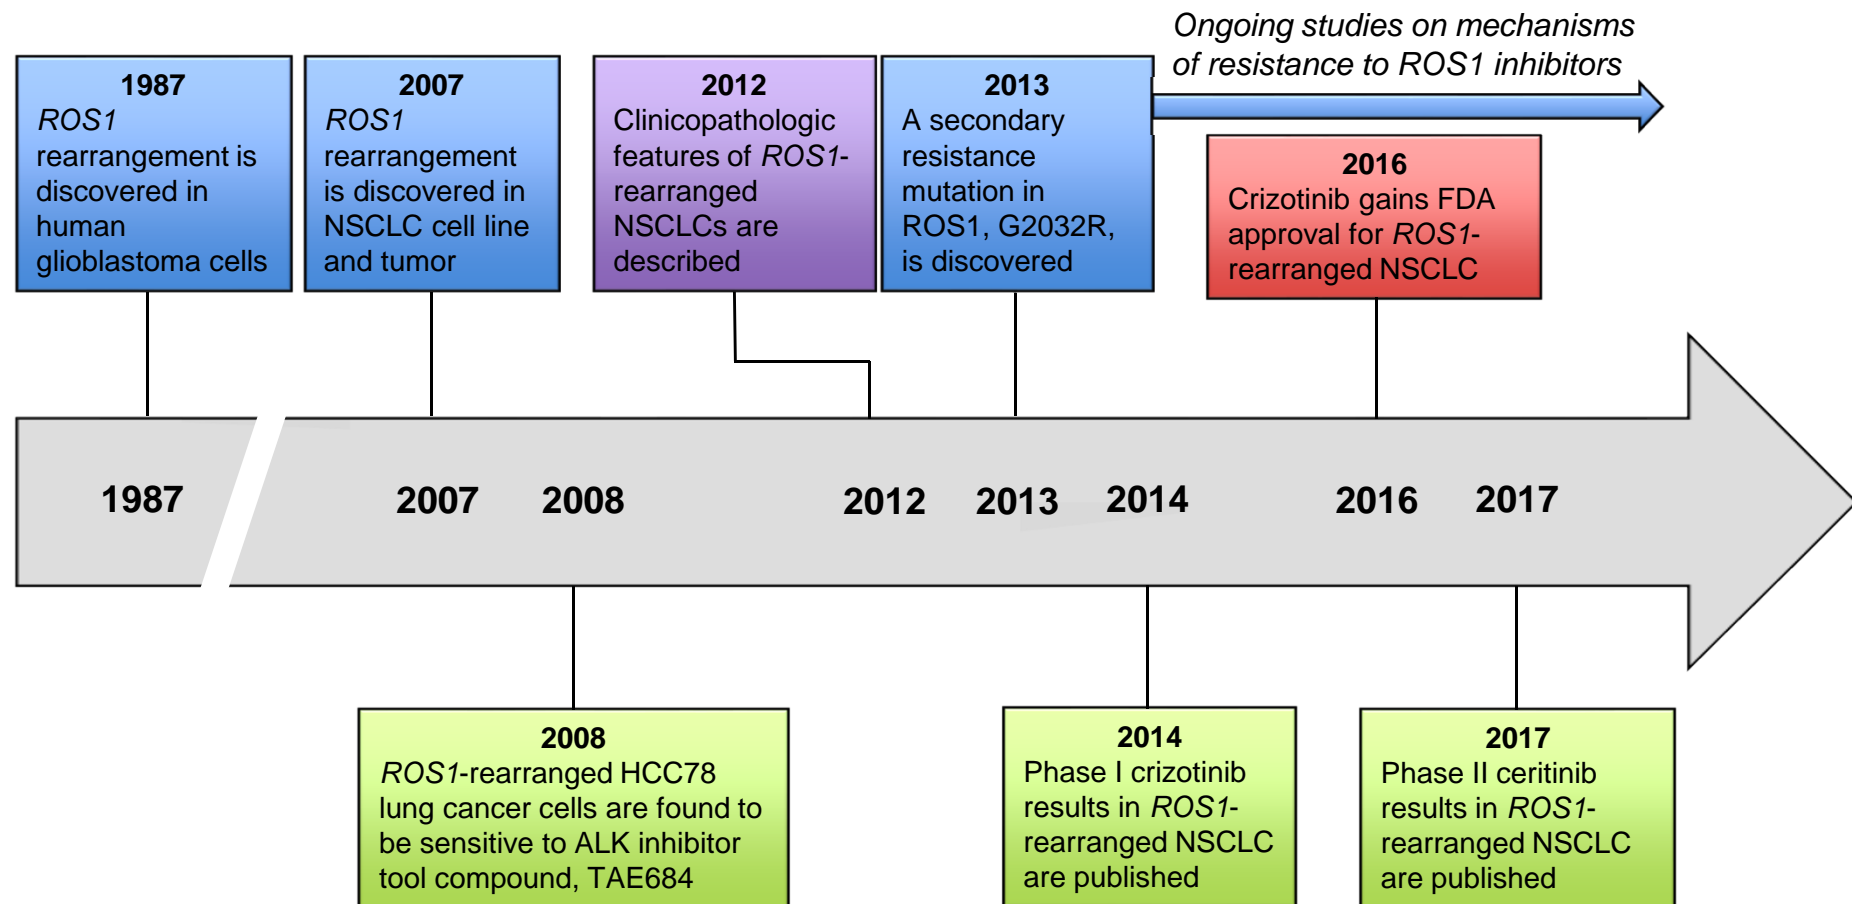 Ongoing studies on mechanisms
of resistance to ROS1 inhibitors
1987
ROS1
rearrangement is
discovered in
human
glioblastoma cells
2007
ROS1
rearrangement
is discovered in
NSCLC cell line
and tumor
2012
Clinicopathologic
features of ROS1-
rearranged
NSCLCs are
described
2013
A secondary
resistance
mutation in
ROS1, G2032R,
is discovered
2016
Crizotinib gains FDA
approval for ROS1-
rearranged NSCLC
1987 2007 2008 2012 2013 2014 2016 2017
2008
ROS1-rearranged HCC78
lung cancer cells are found to
be sensitive to ALK inhibitor
tool compound, TAE684
2014
Phase I crizotinib
results in ROS1-
rearranged NSCLC
are published
2017
Phase II ceritinib
results in ROS1-
rearranged NSCLC
are published